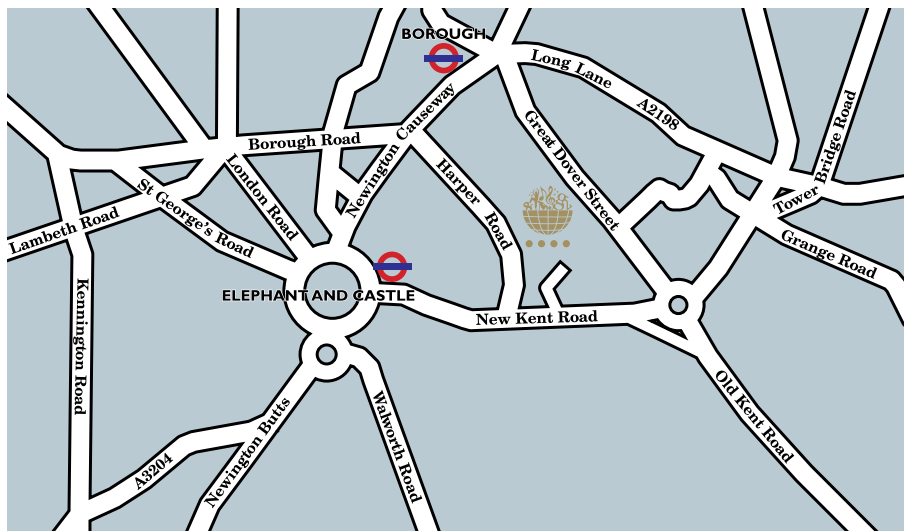 BOROUGH
Long Lane
A2198
Borough Road
Newington Causeway
Great Dover Street
Tower Bridge Road
London Road
Harper Road
St George's Road
Lambeth Road
Grange Road
ELEPHANT AND CASTLE
Kennington Road
New Kent Road
Old Kent Road
Newington Butts
Walworth Road
A3204